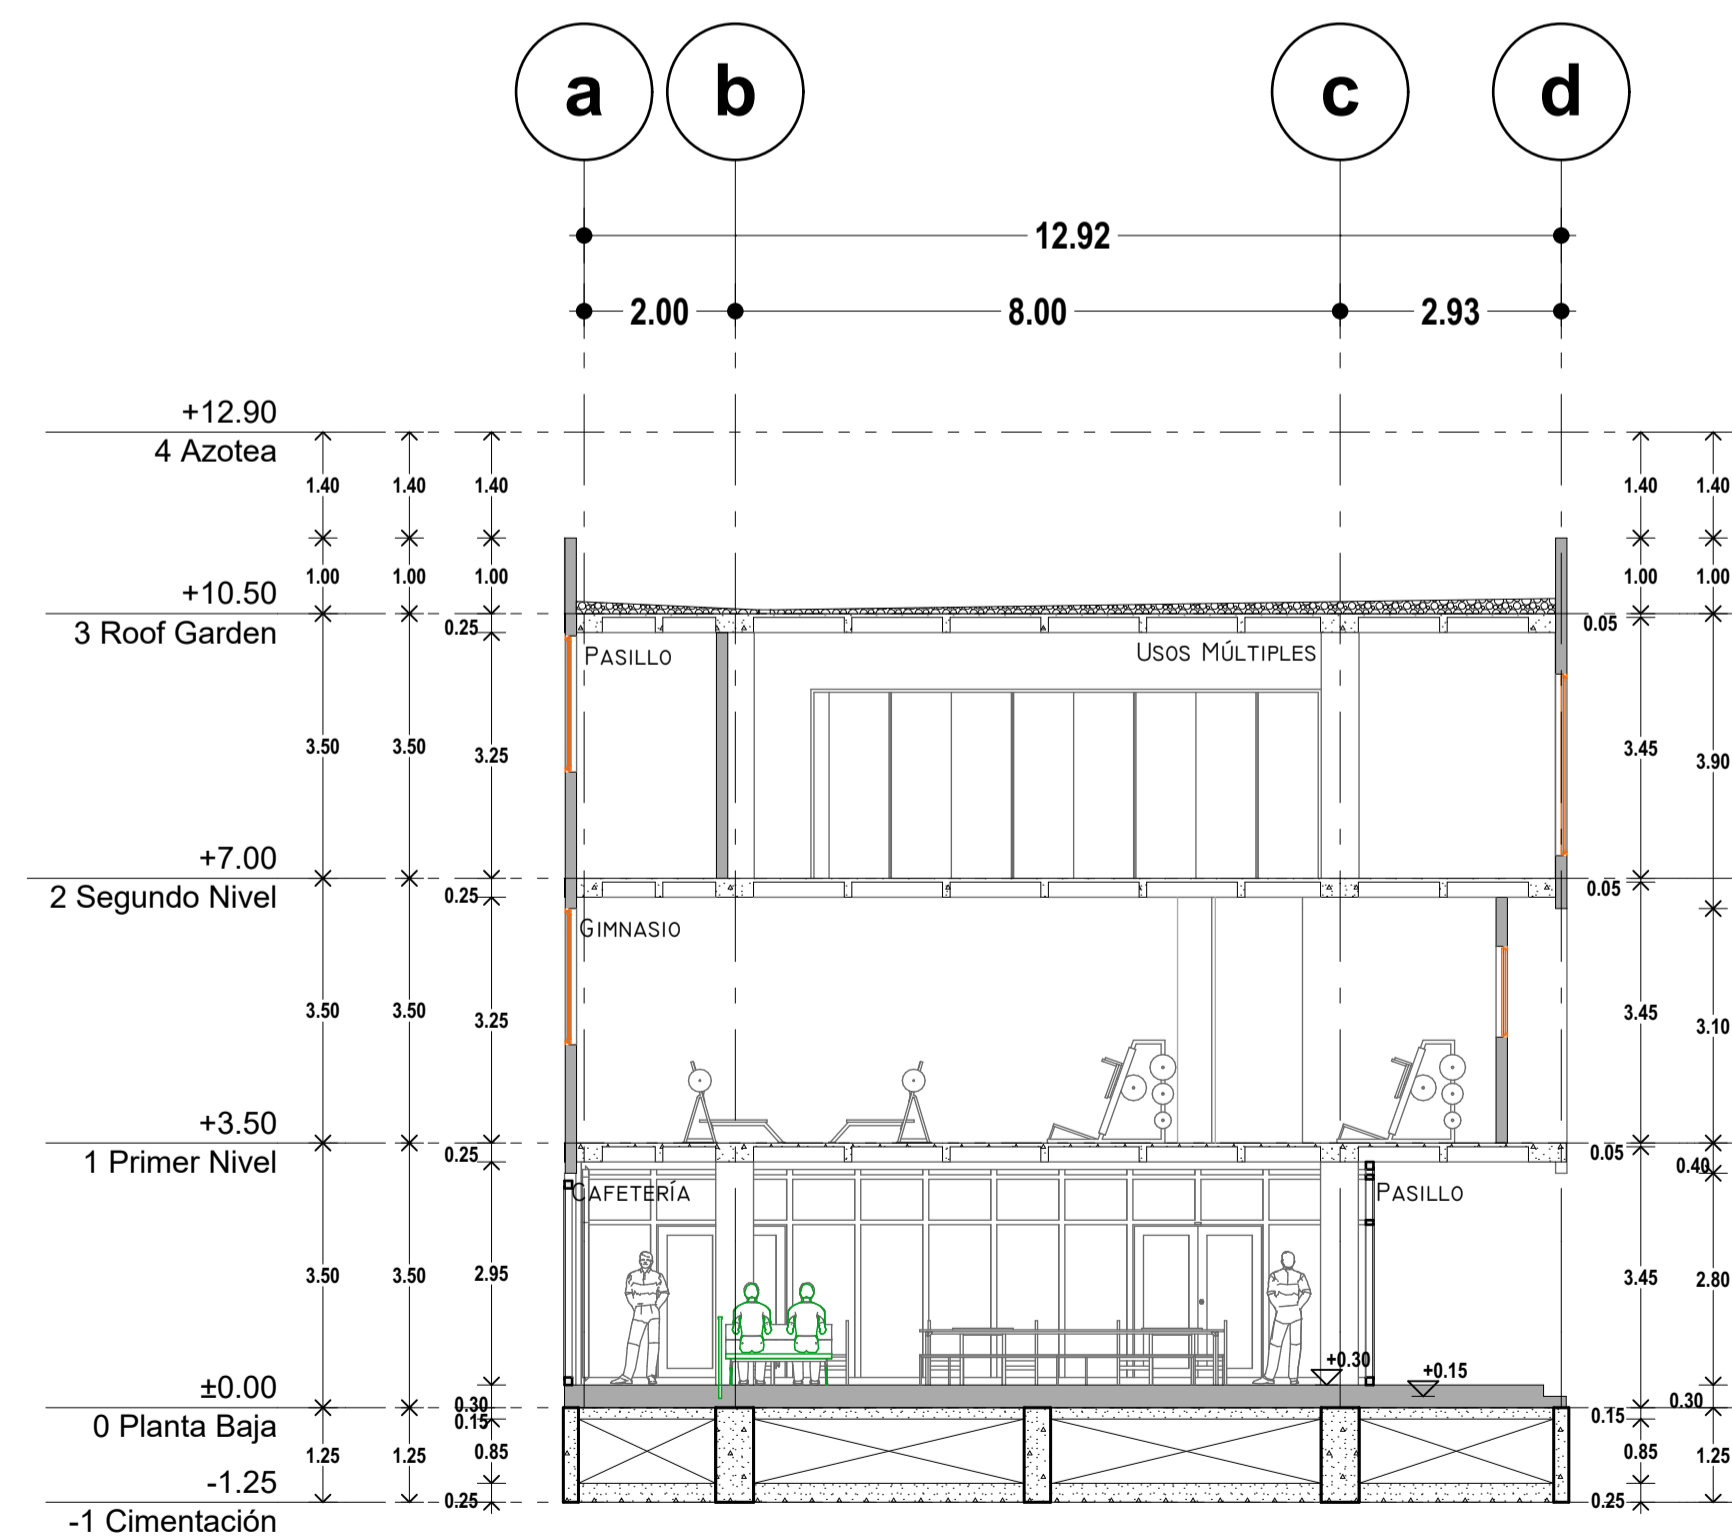 a b c d
12.92
2.00 8.00 2.93
+12.90
4 Azotea
1.40 1.40 1.40 1.40 1.40
1.00 1.00 1.00 1.00 1.00
+10.50
3 Roof Garden
0.25 0.05
PASILLO USOS MÚLTIPLES
3.50 3.50 3.25 3.45 3.90
+7.00
2 Segundo Nivel
0.25 0.05
GIMNASIO
3.50 3.50 3.25 3.45 3.10
+3.50
1 Primer Nivel
0.25 0.05 0.40
CAFETERÍA PASILLO
3.50 3.50 2.95 3.45 2.80
+0.30 +0.15
±0.00
0 Planta Baja
0.30 0.30
0.15 0.15
1.25 1.25 0.85 0.85 1.25
-1.25
-1 Cimentación
0.25 0.25